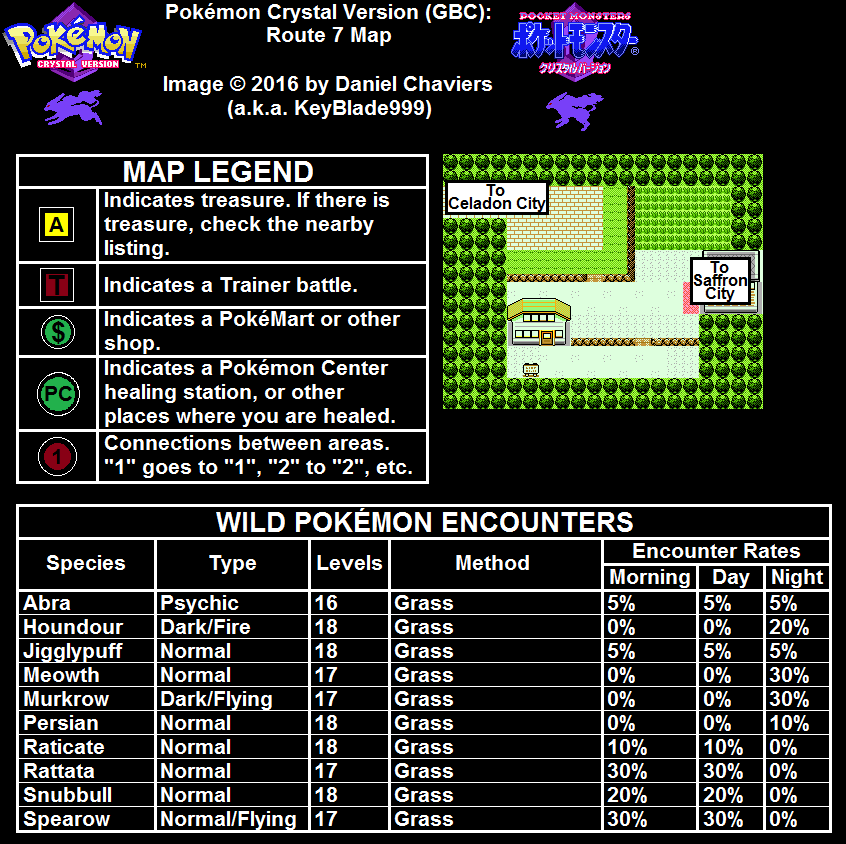 Pokémon Crystal Version (GBC):
Route 7 Map
Image © 2016 by Daniel Chaviers
(a.k.a. KeyBlade999)
POKéMON
CRYSTAL VERSION TM
POCKET MONSTERS
ポケットモンスター ®
クリスタルバージョン
MAP LEGEND
A
Indicates treasure. If there is
treasure, check the nearby
listing.
T
Indicates a Trainer battle.
$
Indicates a PokéMart or other
shop.
PC
Indicates a Pokémon Center
healing station, or other
places where you are healed.
1
Connections between areas.
"1" goes to "1", "2" to "2", etc.
To
Celadon City
To
Saffron
City
WILD POKÉMON ENCOUNTERS
Species Type Levels Method Encounter Rates
Morning Day Night
Abra Psychic 16 Grass 5% 5% 5%
Houndour Dark/Fire 18 Grass 0% 0% 20%
Jigglypuff Normal 18 Grass 5% 5% 5%
Meowth Normal 17 Grass 0% 0% 30%
Murkrow Dark/Flying 17 Grass 0% 0% 30%
Persian Normal 18 Grass 0% 0% 10%
Raticate Normal 18 Grass 10% 10% 0%
Rattata Normal 17 Grass 30% 30% 0%
Snubbull Normal 18 Grass 20% 20% 0%
Spearow Normal/Flying 17 Grass 30% 30% 0%